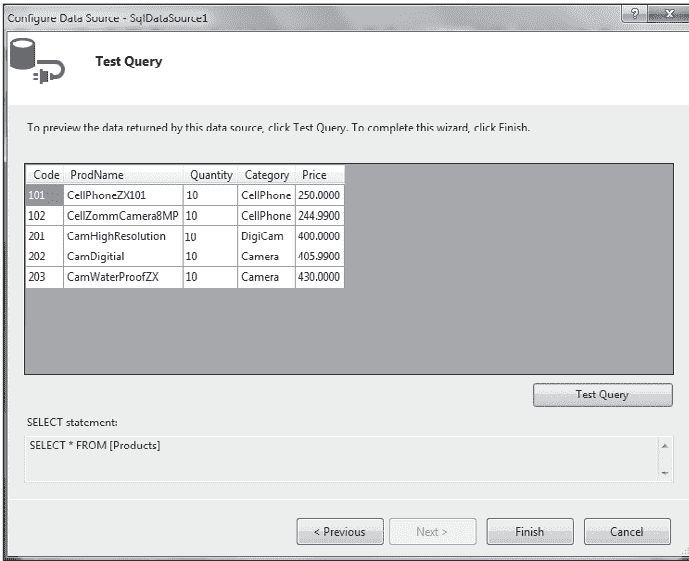 Configure Data Source - SqlDataSource1
?
X
Test Query
To preview the data returned by this data source, click Test Query. To complete this wizard, click Finish.
Code ProdName Quantity Category Price
101 CellPhoneZX101 10 CellPhone 250.0000
102 CellZommCamera8MP 10 CellPhone 244.9900
201 CamHighResolution 10 DigiCam 400.0000
202 CamDigitial 10 Camera 405.9900
203 CamWaterProofZX 10 Camera 430.0000
Test Query
SELECT statement:
SELECT * FROM [Products]
< Previous Next > Finish Cancel